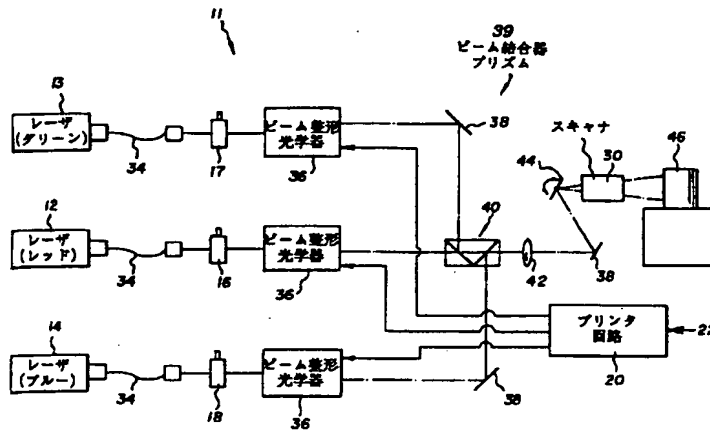 11
39
ビーム結合器
プリズム
13
レーザ
(グリーン)
34
17
ビーム整形
光学器
36
38
スキャナ
44
30
46
12
レーザ
(レッド)
34
16
ビーム整形
光学器
36
40
42
38
14
レーザ
(ブルー)
34
18
ビーム整形
光学器
36
38
プリンタ
回路
20
22